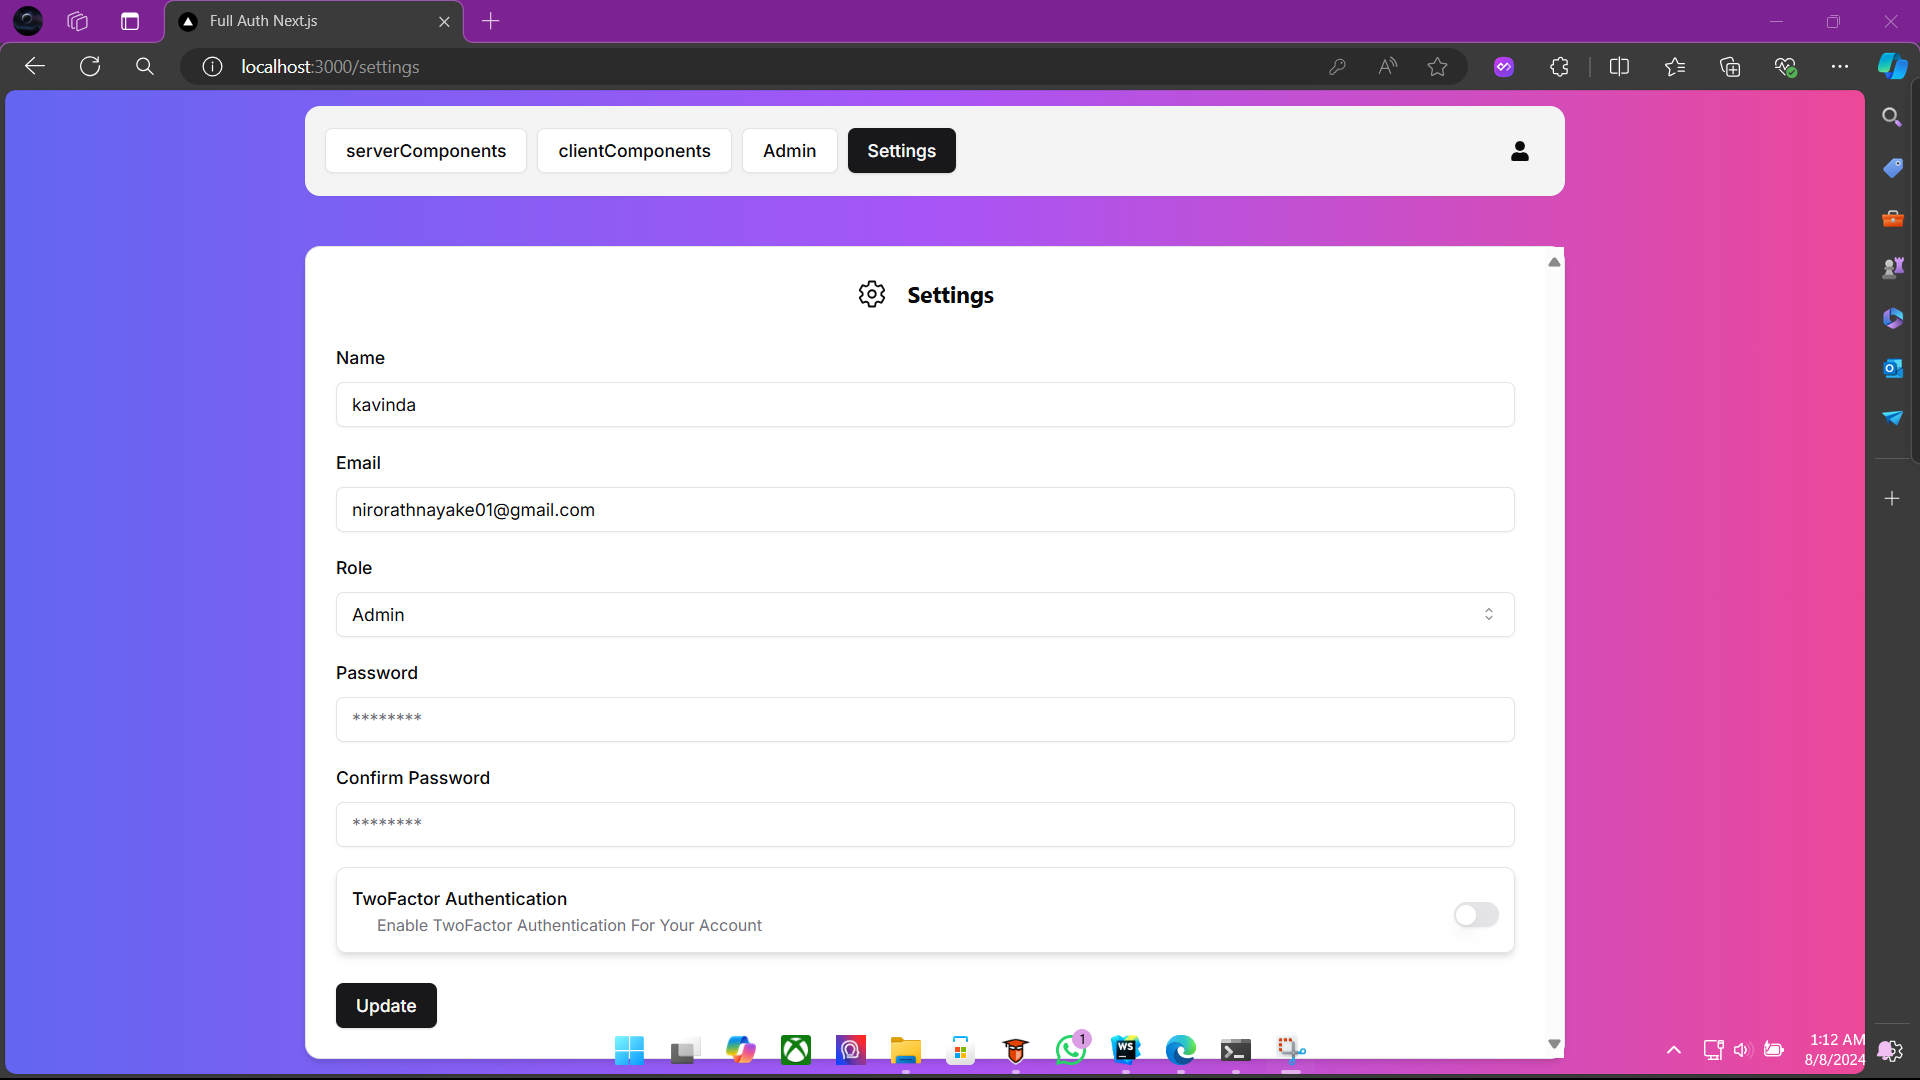 Full Auth Next.js
localhost:3000/settings
serverComponents
clientComponents
Admin
Settings
Settings
Name
kavinda
Email
nirorathnayake01@gmail.com
Role
Admin
Password
********
Confirm Password
********
TwoFactor Authentication
Enable TwoFactor Authentication For Your Account
Update
1
WS
1:12 AM
8/8/2024